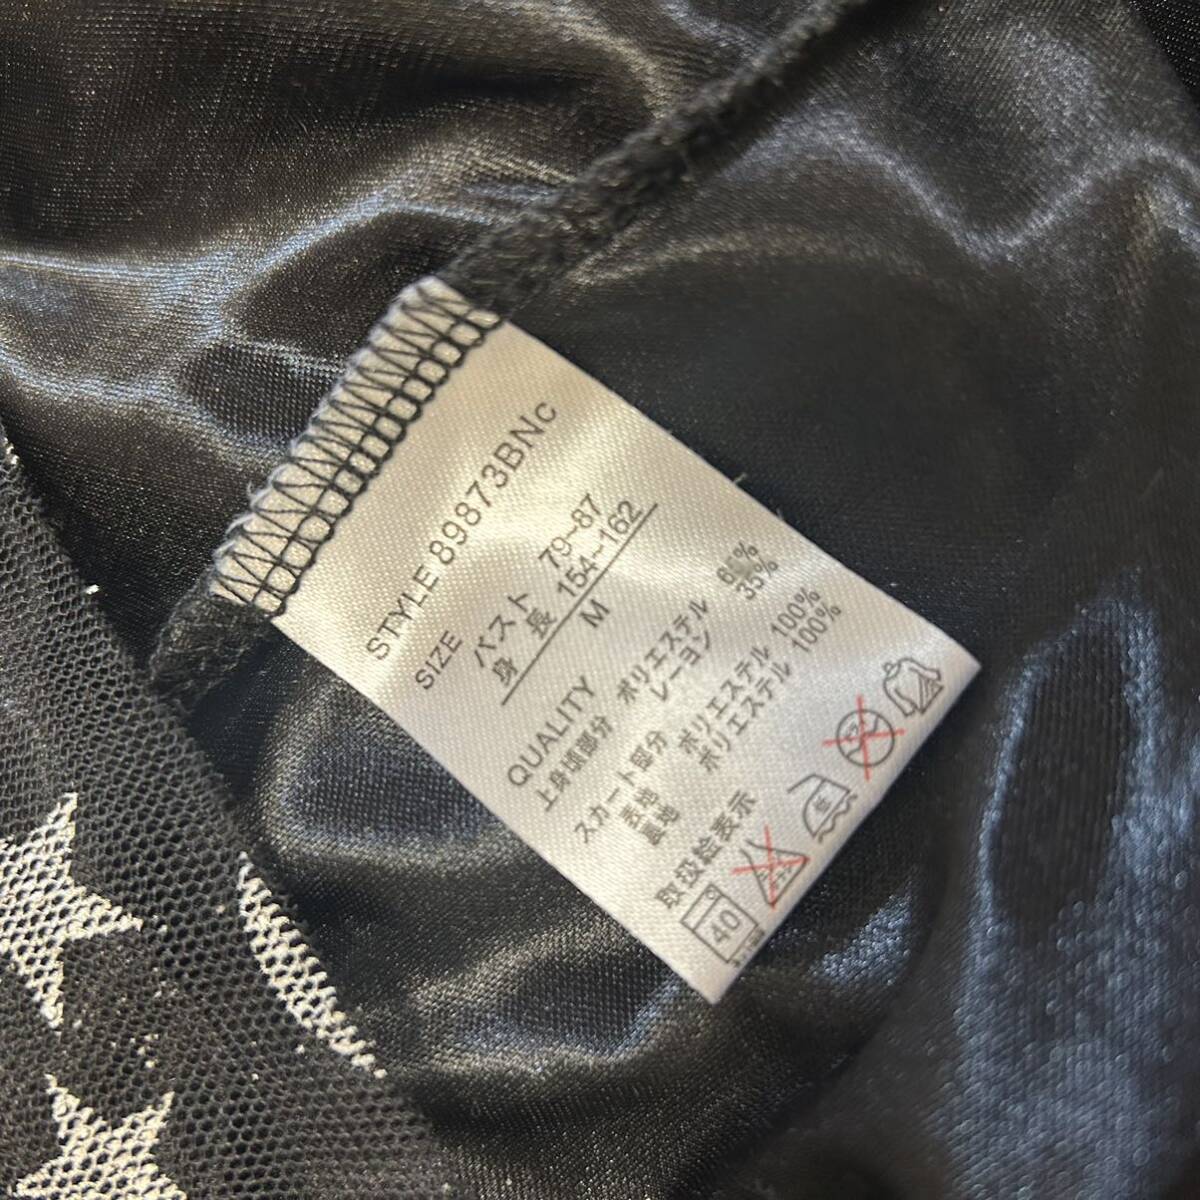 STYLE 89873BNc
SIZE
バスト 79~87
身 長 154~162
M
QUALITY
上身頃部分 ポリエステル 65%
レーヨン 35%
スカート部分
表地 ポリエステル 100%
裏地 ポリエステル 100%
取扱絵表示
40